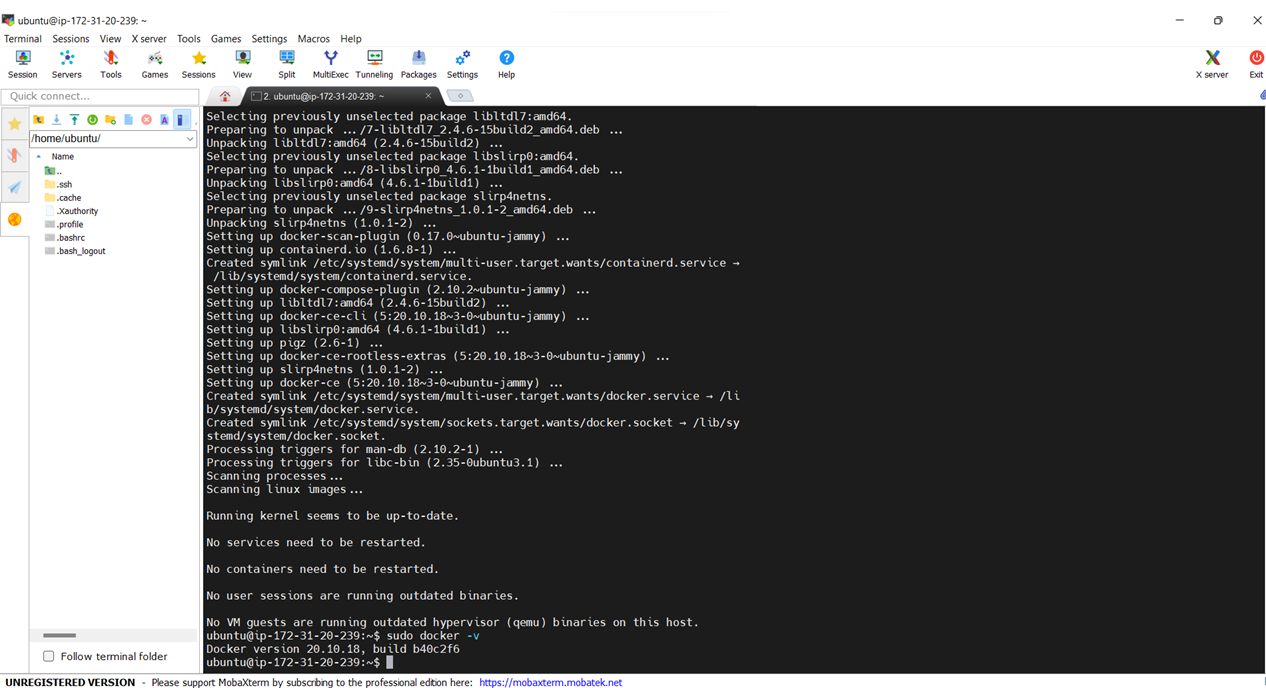 ubuntu@ip-172-31-20-239: ~
Terminal Sessions View X server Tools Games Settings Macros Help
Session Servers Tools Games Sessions View Split MultiExec Tunneling Packages Settings Help X server Exit
Quick connect...
2. ubuntu@ip-172-31-20-239: ~
/home/ubuntu/
Name
..
.ssh
.cache
.Xauthority
.profile
.bashrc
.bash_logout
Follow terminal folder
Selecting previously unselected package libltdl7:amd64.
Preparing to unpack .../7-libltdl7_2.4.6-15build2_amd64.deb ...
Unpacking libltdl7:amd64 (2.4.6-15build2) ...
Selecting previously unselected package libslirp0:amd64.
Preparing to unpack .../8-libslirp0_4.6.1-1build1_amd64.deb ...
Unpacking libslirp0:amd64 (4.6.1-1build1) ...
Selecting previously unselected package slirp4netns.
Preparing to unpack .../9-slirp4netns_1.0.1-2_amd64.deb ...
Unpacking slirp4netns (1.0.1-2) ...
Setting up docker-scan-plugin (0.17.0~ubuntu-jammy) ...
Setting up containerd.io (1.6.8-1) ...
Created symlink /etc/systemd/system/multi-user.target.wants/containerd.service →
/lib/systemd/system/containerd.service.
Setting up docker-compose-plugin (2.10.2~ubuntu-jammy) ...
Setting up libltdl7:amd64 (2.4.6-15build2) ...
Setting up docker-ce-cli (5:20.10.18~3-0~ubuntu-jammy) ...
Setting up libslirp0:amd64 (4.6.1-1build1) ...
Setting up pigz (2.6-1) ...
Setting up docker-ce-rootless-extras (5:20.10.18~3-0~ubuntu-jammy) ...
Setting up slirp4netns (1.0.1-2) ...
Setting up docker-ce (5:20.10.18~3-0~ubuntu-jammy) ...
Created symlink /etc/systemd/system/multi-user.target.wants/docker.service → /li
b/systemd/system/docker.service.
Created symlink /etc/systemd/system/sockets.target.wants/docker.socket → /lib/sy
stemd/system/docker.socket.
Processing triggers for man-db (2.10.2-1) ...
Processing triggers for libc-bin (2.35-0ubuntu3.1) ...
Scanning processes...
Scanning linux images...
Running kernel seems to be up-to-date.
No services need to be restarted.
No containers need to be restarted.
No user sessions are running outdated binaries.
No VM guests are running outdated hypervisor (qemu) binaries on this host.
ubuntu@ip-172-31-20-239:~$ sudo docker -v
Docker version 20.10.18, build b40c2f6
ubuntu@ip-172-31-20-239:~$
UNREGISTERED VERSION - Please support MobaXterm by subscribing to the professional edition here: https://mobaxterm.mobatek.net